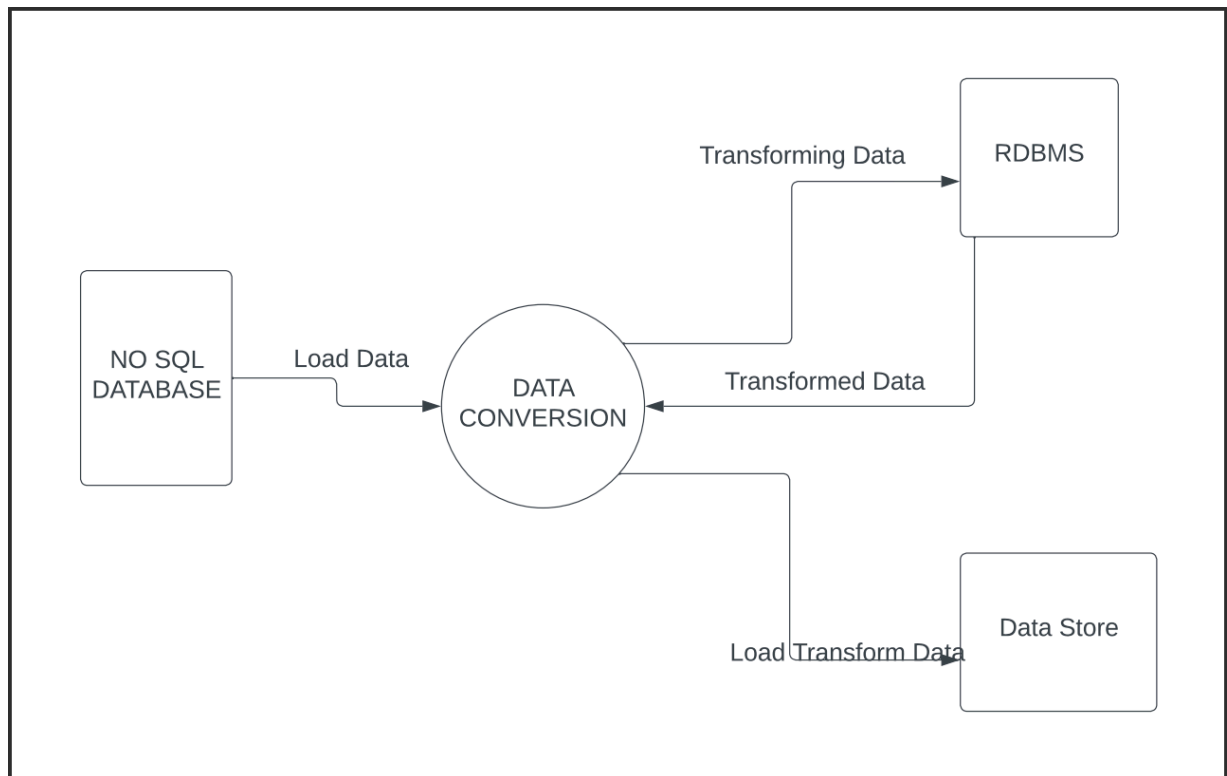 Transforming Data
RDBMS
NO SQL
DATABASE
Load Data
DATA
CONVERSION
Transformed Data
Data Store
Load Transform Data